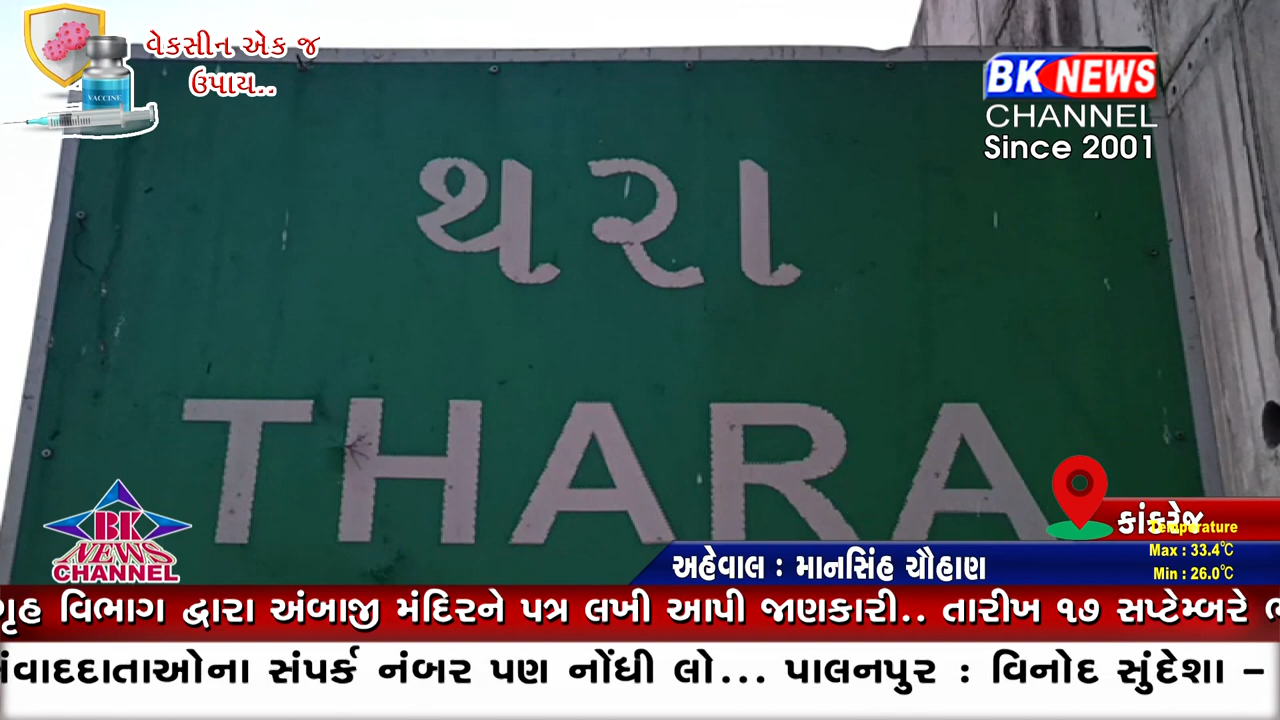 વેકસીન એક જ
ઉપાય..
VACCINE
BK NEWS
CHANNEL
Since 2001
થરા
THARA
BK
NEWS
CHANNEL
કાંકરેજ
Temperature
Max : 33.4℃
Min : 26.0℃
અહેવાલ : માનસિંહ ચૌહાણ
ગૃહ વિભાગ દ્વારા અંબાજી મંદિરને પત્ર લખી આપી જાણકારી.. તારીખ ૧૭ સપ્ટેમ્બરે
સંવાદદાતાઓના સંપર્ક નંબર પણ નોંધી લો... પાલનપુર : વિનોદ સુંદેશા –